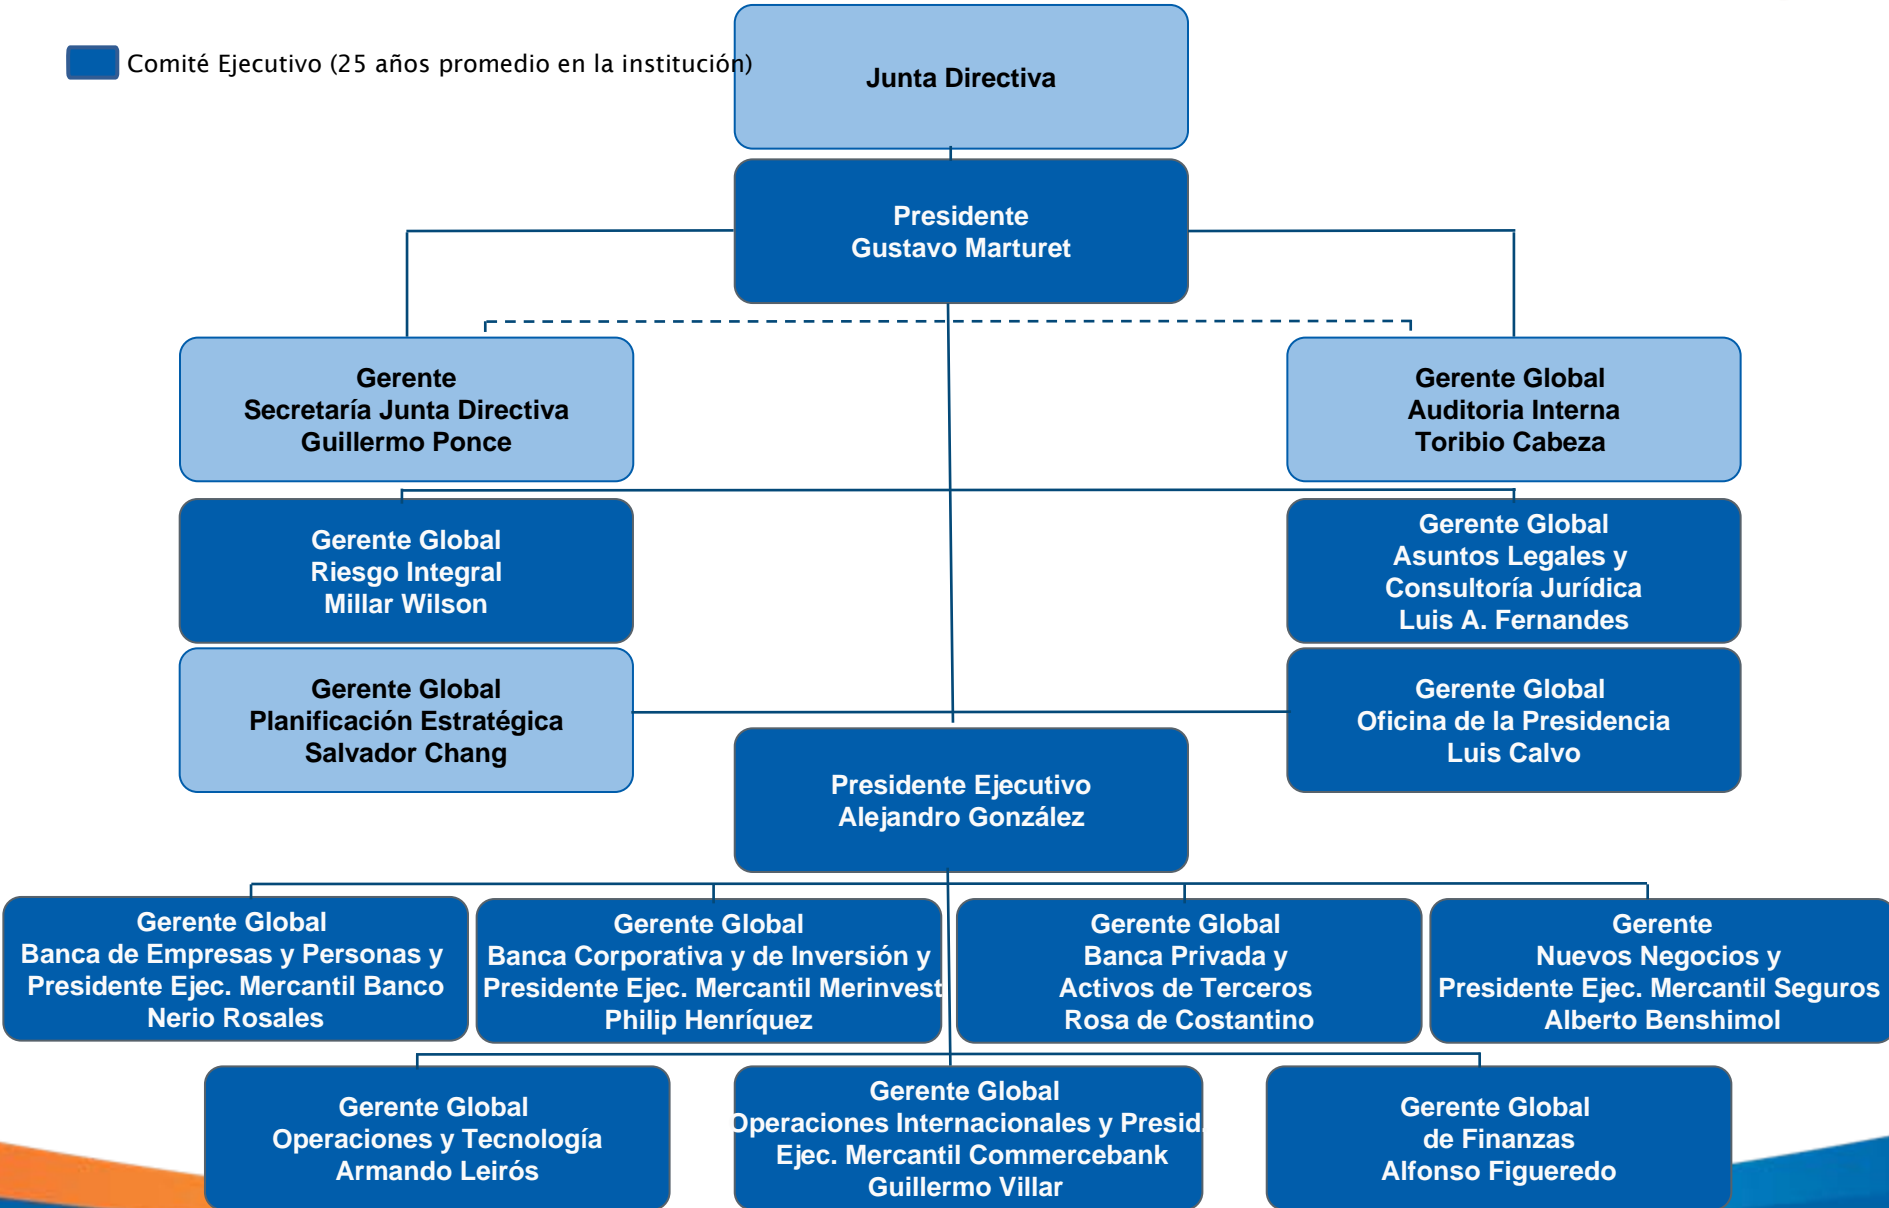 Comité Ejecutivo (25 años promedio en la institución)
Junta Directiva
Presidente
Gustavo Marturet
Gerente
Secretaría Junta Directiva
Guillermo Ponce
Gerente Global
Auditoria Interna
Toribio Cabeza
Gerente Global
Riesgo Integral
Millar Wilson
Gerente Global
Asuntos Legales y
Consultoría Jurídica
Luis A. Fernandes
Gerente Global
Planificación Estratégica
Salvador Chang
Gerente Global
Oficina de la Presidencia
Luis Calvo
Presidente Ejecutivo
Alejandro González
Gerente Global
Banca de Empresas y Personas y
Presidente Ejec. Mercantil Banco
Nerio Rosales
Gerente Global
Banca Corporativa y de Inversión y
Presidente Ejec. Mercantil Merinvest
Philip Henríquez
Gerente Global
Banca Privada y
Activos de Terceros
Rosa de Costantino
Gerente
Nuevos Negocios y
Presidente Ejec. Mercantil Seguros
Alberto Benshimol
Gerente Global
Operaciones y Tecnología
Armando Leirós
Gerente Global
Operaciones Internacionales y Presid.
Ejec. Mercantil Commercebank
Guillermo Villar
Gerente Global
de Finanzas
Alfonso Figueredo